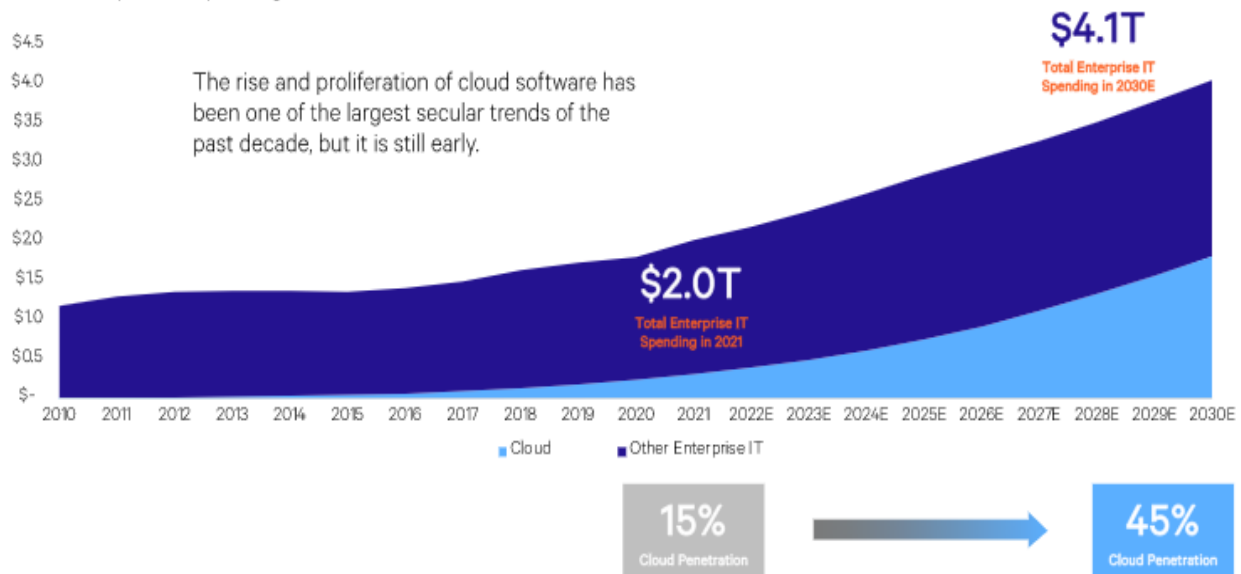 $4.1T
Total Enterprise IT
Spending in 2030E
The rise and proliferation of cloud software has
been one of the largest secular trends of the
past decade, but it is still early.
$4.5
$4.0
$3.5
$3.0
$2.5
$2.0
$1.5
$1.0
$0.5
$-
$2.0T
Total Enterprise IT
Spending in 2021
2010 2011 2012 2013 2014 2015 2016 2017 2018 2019 2020 2021 2022E 2023E 2024E 2025E 2026E 2027E 2028E 2029E 2030E
Cloud Other Enterprise IT
15%
Cloud Penetration
45%
Cloud Penetration